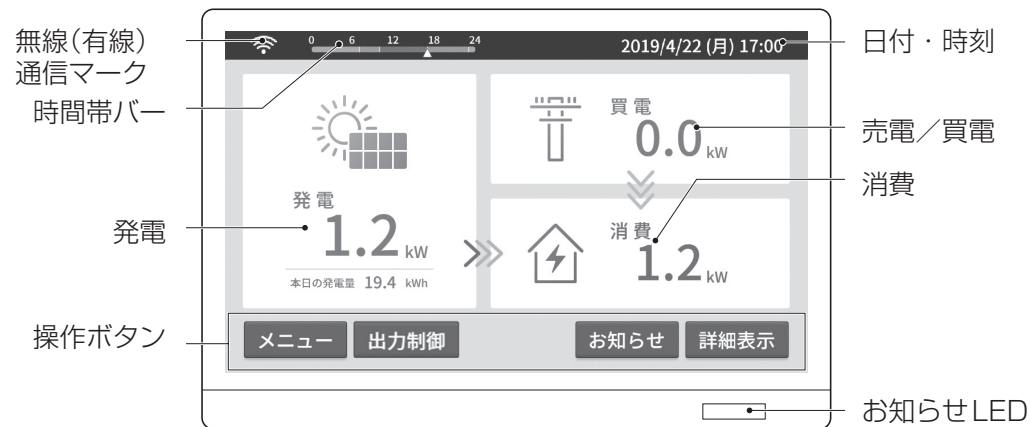 無線（有線）
通信マーク
時間帯バー
発電
操作ボタン
0 6 12 18 24
2019/4/22 (月) 17:00
発電
1.2 kW
本日の発電量 19.4 kWh
買電
0.0 kW
消費
1.2 kW
メニュー
出力制御
お知らせ
詳細表示
日付・時刻
売電／買電
消費
お知らせLED